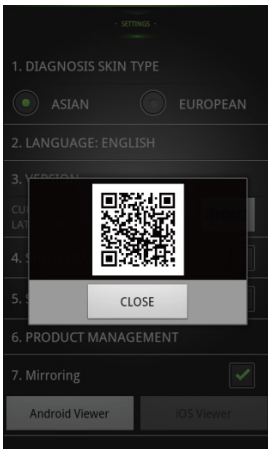 - SETTINGS -
1. DIAGNOSIS SKIN TYPE
ASIAN
EUROPEAN
2. LANGUAGE: ENGLISH
3. VERSION
4.
5.
CLOSE
6. PRODUCT MANAGEMENT
7. Mirroring
Android Viewer
iOS Viewer